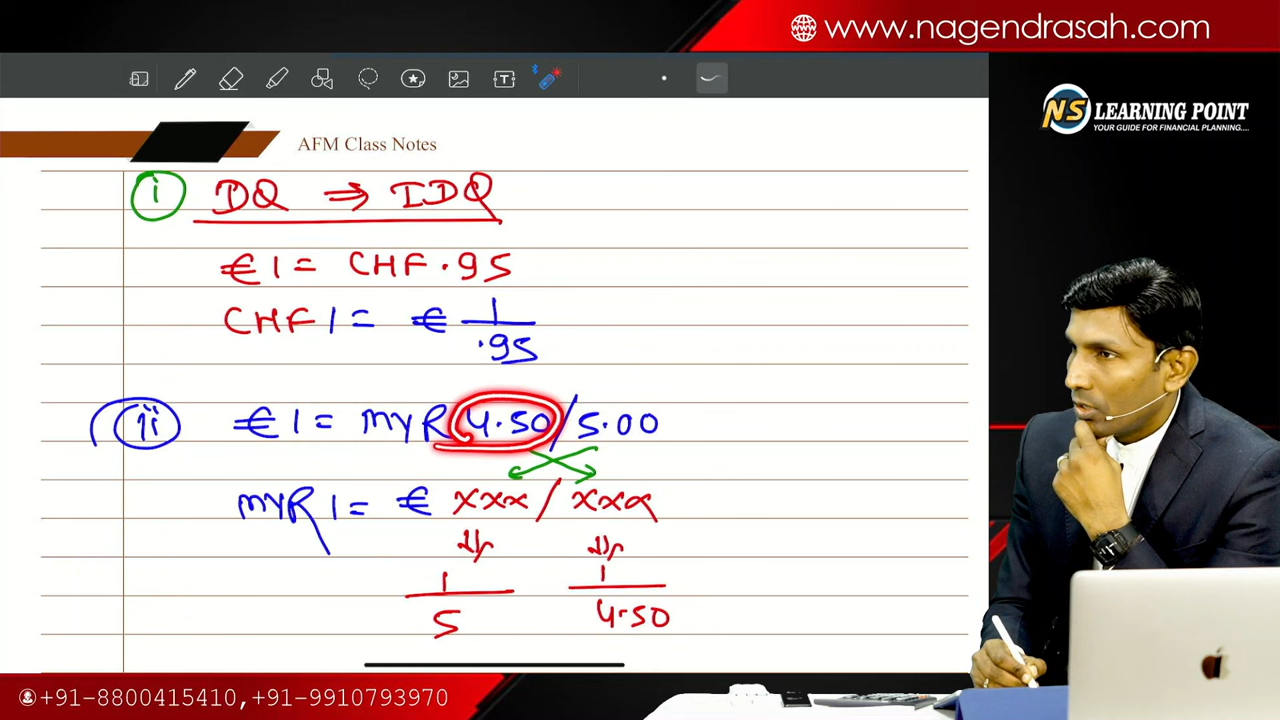 www.nagendrasah.com
NS LEARNING POINT
YOUR GUIDE FOR FINANCIAL PLANNING....
T
AFM Class Notes
i DQ ⇒ IDQ
€ 1 = CHF .95
CHF 1 = € 1
.95
ii € 1 = MYR 4.50 / 5.00
MYR 1 = € xxx / xxx
1 1
5 4.50
+91-8800415410,+91-9910793970